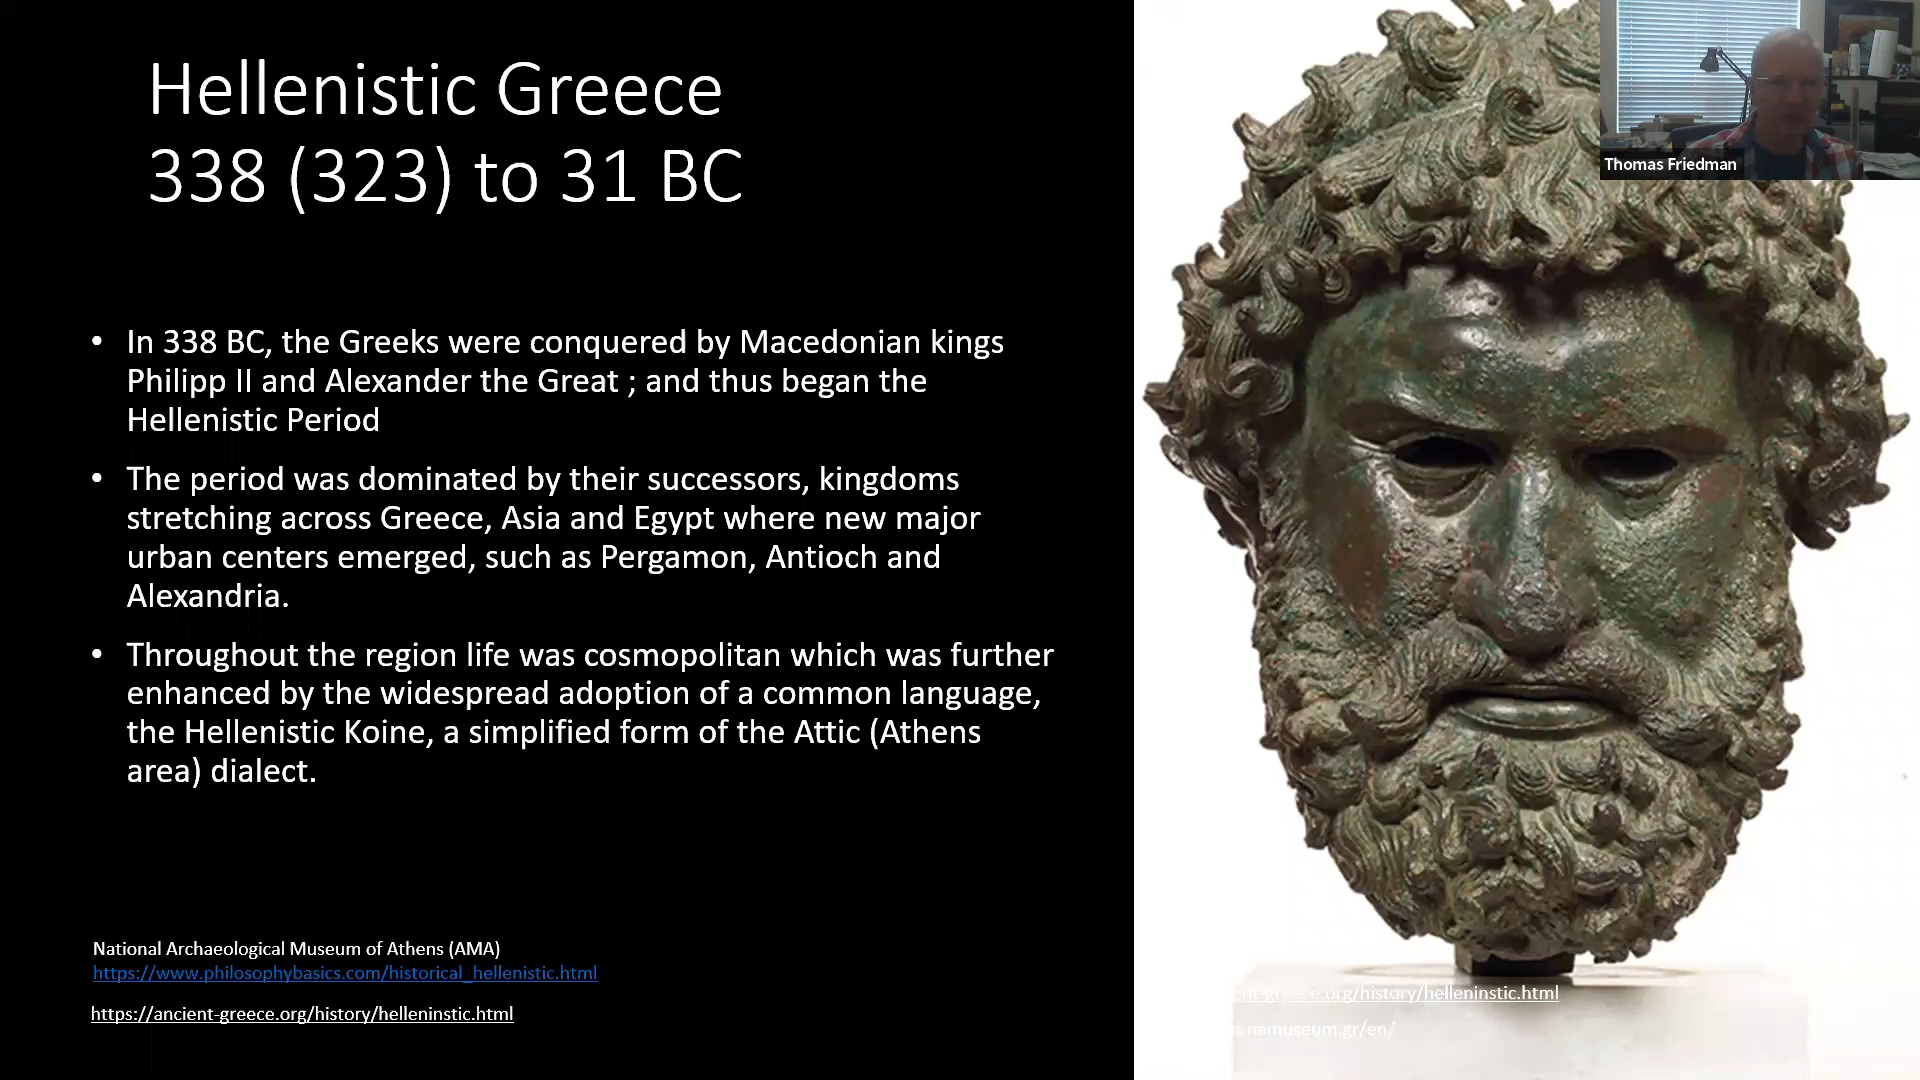 Hellenistic Greece
338 (323) to 31 BC
Thomas Friedman
• In 338 BC, the Greeks were conquered by Macedonian kings
Philipp II and Alexander the Great ; and thus began the
Hellenistic Period
• The period was dominated by their successors, kingdoms
stretching across Greece, Asia and Egypt where new major
urban centers emerged, such as Pergamon, Antioch and
Alexandria.
• Throughout the region life was cosmopolitan which was further
enhanced by the widespread adoption of a common language,
the Hellenistic Koine, a simplified form of the Attic (Athens
area) dialect.
National Archaeological Museum of Athens (AMA)
https://www.philosophybasics.com/historical_hellenistic.html
https://ancient-greece.org/history/helleninstic.html
nt-greece.org/history/helleninstic.html
.namuseum.gr/en/